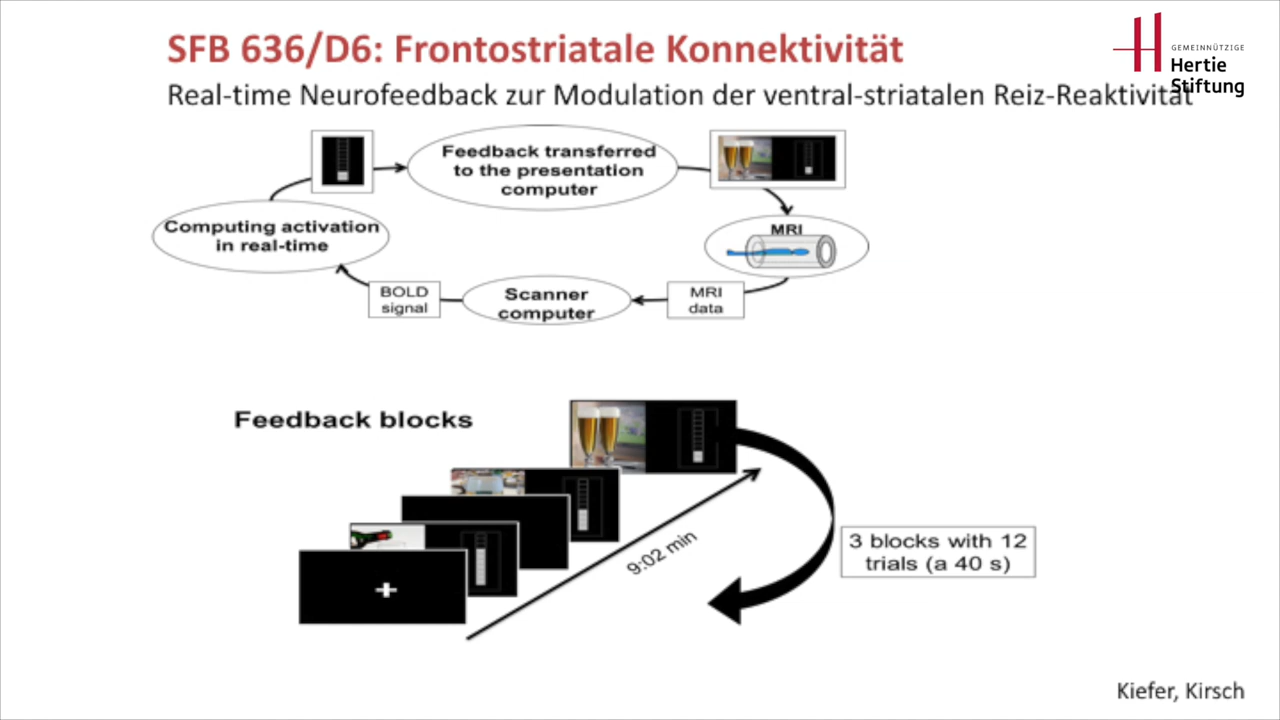 SFB 636/D6: Frontostriatale Konnektivität
GEMEINNÜTZIGE
Hertie
Stiftung
Real-time Neurofeedback zur Modulation der ventral-striatalen Reiz-Reaktivität
Feedback transferred
to the presentation
computer
Computing activation
in real-time
MRI
BOLD
signal
Scanner
computer
MRI
data
Feedback blocks
9:02 min
3 blocks with 12
trials (a 40 s)
Kiefer, Kirsch